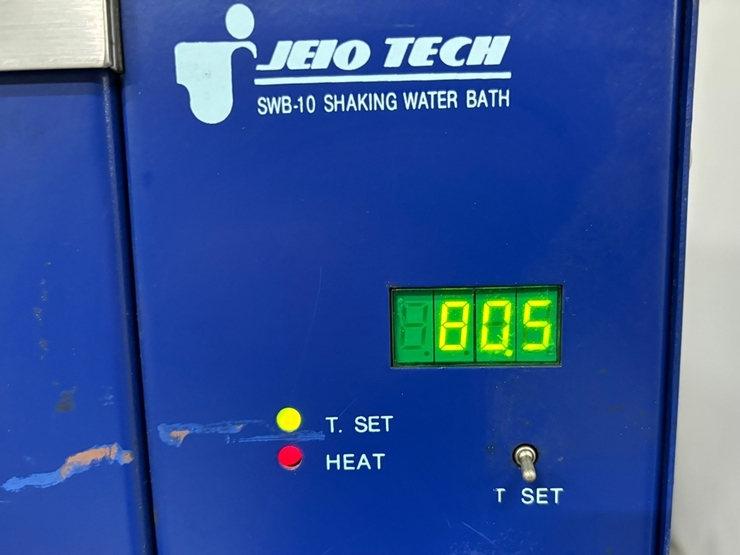 JEIO TECH
SWB-10 SHAKING WATER BATH
80.5
T. SET
HEAT
T SET